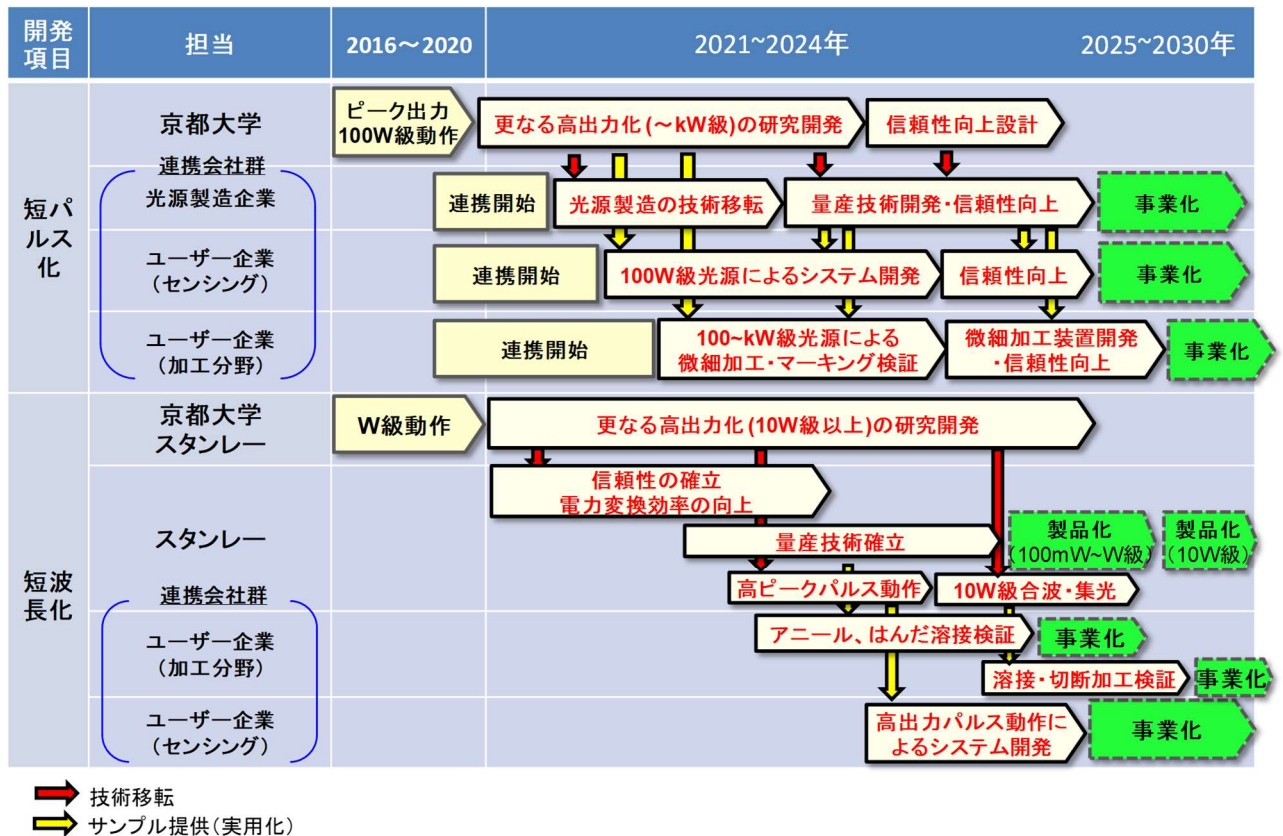 開発
項目
担当
2016～2020
2021~2024年
2025~2030年
短パ
ルス
化
京都大学
ピーク出力
100W級動作
更なる高出力化(～kW級)の研究開発
信頼性向上設計
連携会社群
光源製造企業
連携開始
光源製造の技術移転
量産技術開発・信頼性向上
事業化
ユーザー企業
(センシング)
連携開始
100W級光源によるシステム開発
信頼性向上
事業化
ユーザー企業
(加工分野)
連携開始
100~kW級光源による
微細加工・マーキング検証
微細加工装置開発
・信頼性向上
事業化
短波
長化
京都大学
スタンレー
W級動作
更なる高出力化(10W級以上)の研究開発
スタンレー
信頼性の確立
電力変換効率の向上
量産技術確立
製品化
(100mW~W級)
製品化
(10W級)
高ピークパルス動作
10W級合波・集光
連携会社群
ユーザー企業
(加工分野)
アニール、はんだ溶接検証
事業化
溶接・切断加工検証
事業化
ユーザー企業
(センシング)
高出力パルス動作に
よるシステム開発
事業化
技術移転
サンプル提供(実用化)